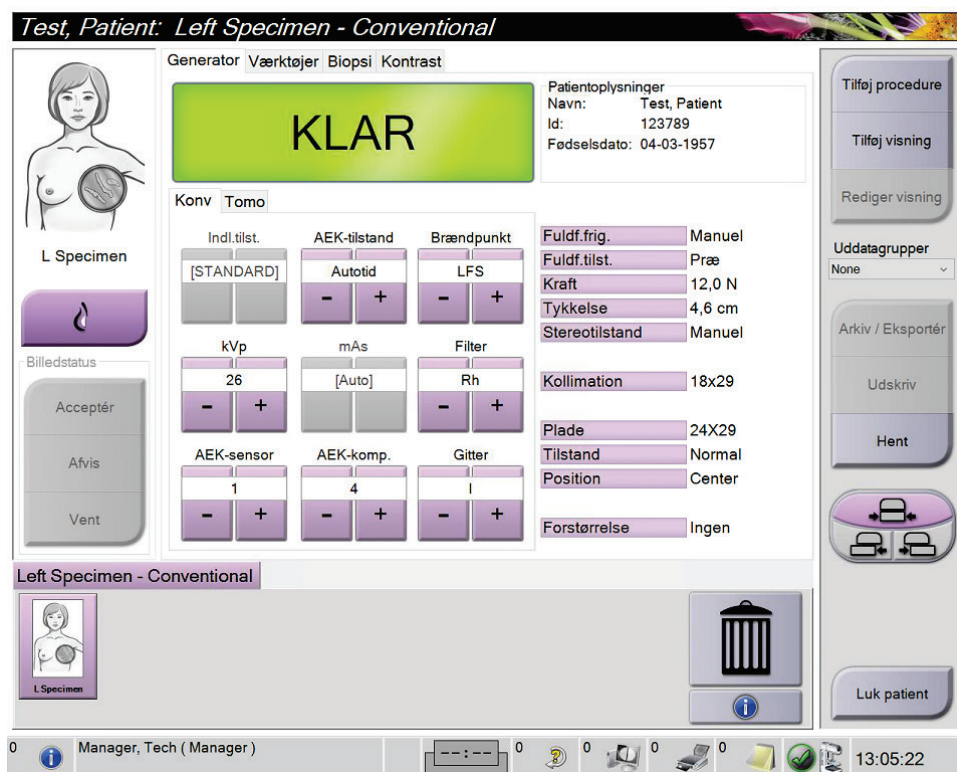 Test, Patient: Left Specimen - Conventional
Generator Værktøjer Biopsi Kontrast
KLAR
Patientoplysninger
Navn: Test, Patient
Id: 123789
Fødselsdato: 04-03-1957
L Specimen
Billedstatus
Acceptér
Afvis
Vent
Konv Tomo
Indl.tilst. AEK-tilstand Brændpunkt
[STANDARD] Autotid LFS
- + - +
kVp mAs Filter
26 [Auto] Rh
- + - +
AEK-sensor AEK-komp. Gitter
1 4 I
- + - + - +
Fuldf.frig. Manuel
Fuldf.tilst. Præ
Kraft 12,0 N
Tykkelse 4,6 cm
Stereotilstand Manuel
Kollimation 18x29
Plade 24X29
Tilstand Normal
Position Center
Forstørrelse Ingen
Tilføj procedure
Tilføj visning
Rediger visning
Uddatagrupper
None
Arkiv / Eksportér
Udskriv
Hent
Left Specimen - Conventional
L Specimen
Luk patient
0 Manager, Tech ( Manager ) --:-- 0 0 0 0 13:05:22